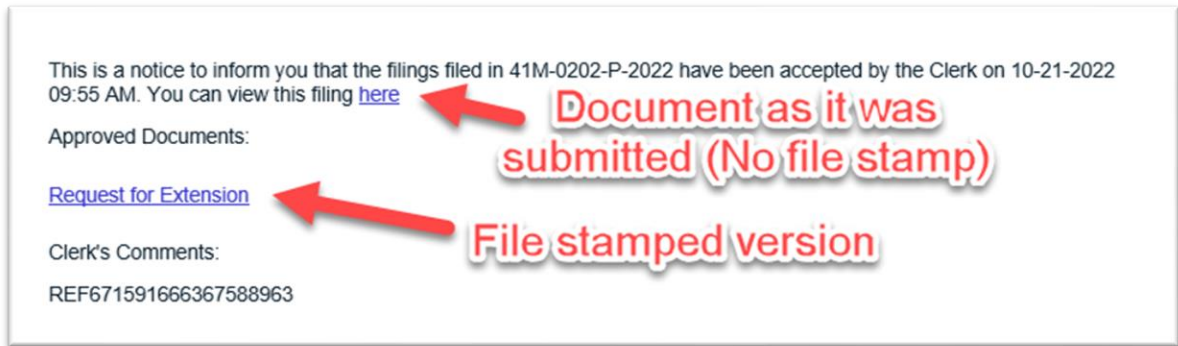 This is a notice to inform you that the filings filed in 41M-0202-P-2022 have been accepted by the Clerk on 10-21-2022
09:55 AM. You can view this filing here
Document as it was
submitted (No file stamp)
Approved Documents:
Request for Extension
File stamped version
Clerk's Comments:
REF671591666367588963